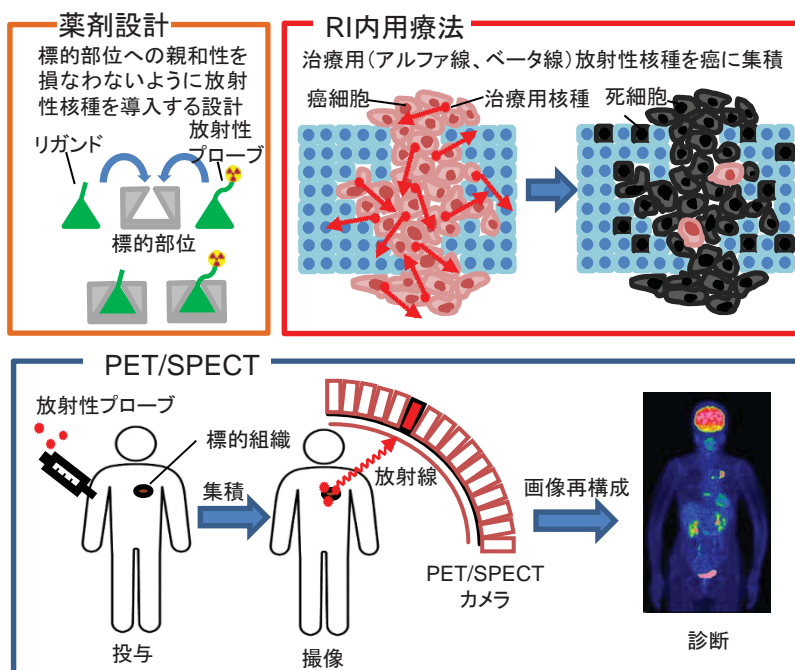 薬剤設計
標的部位への親和性を
損なわないように放射
性核種を導入する設計
リガンド
放射性
プローブ
標的部位
RI内用療法
治療用(アルファ線、ベータ線)放射性核種を癌に集積
癌細胞
治療用核種
死細胞
PET/SPECT
放射性プローブ
標的組織
集積
放射線
画像再構成
PET/SPECT
カメラ
投与
撮像
診断